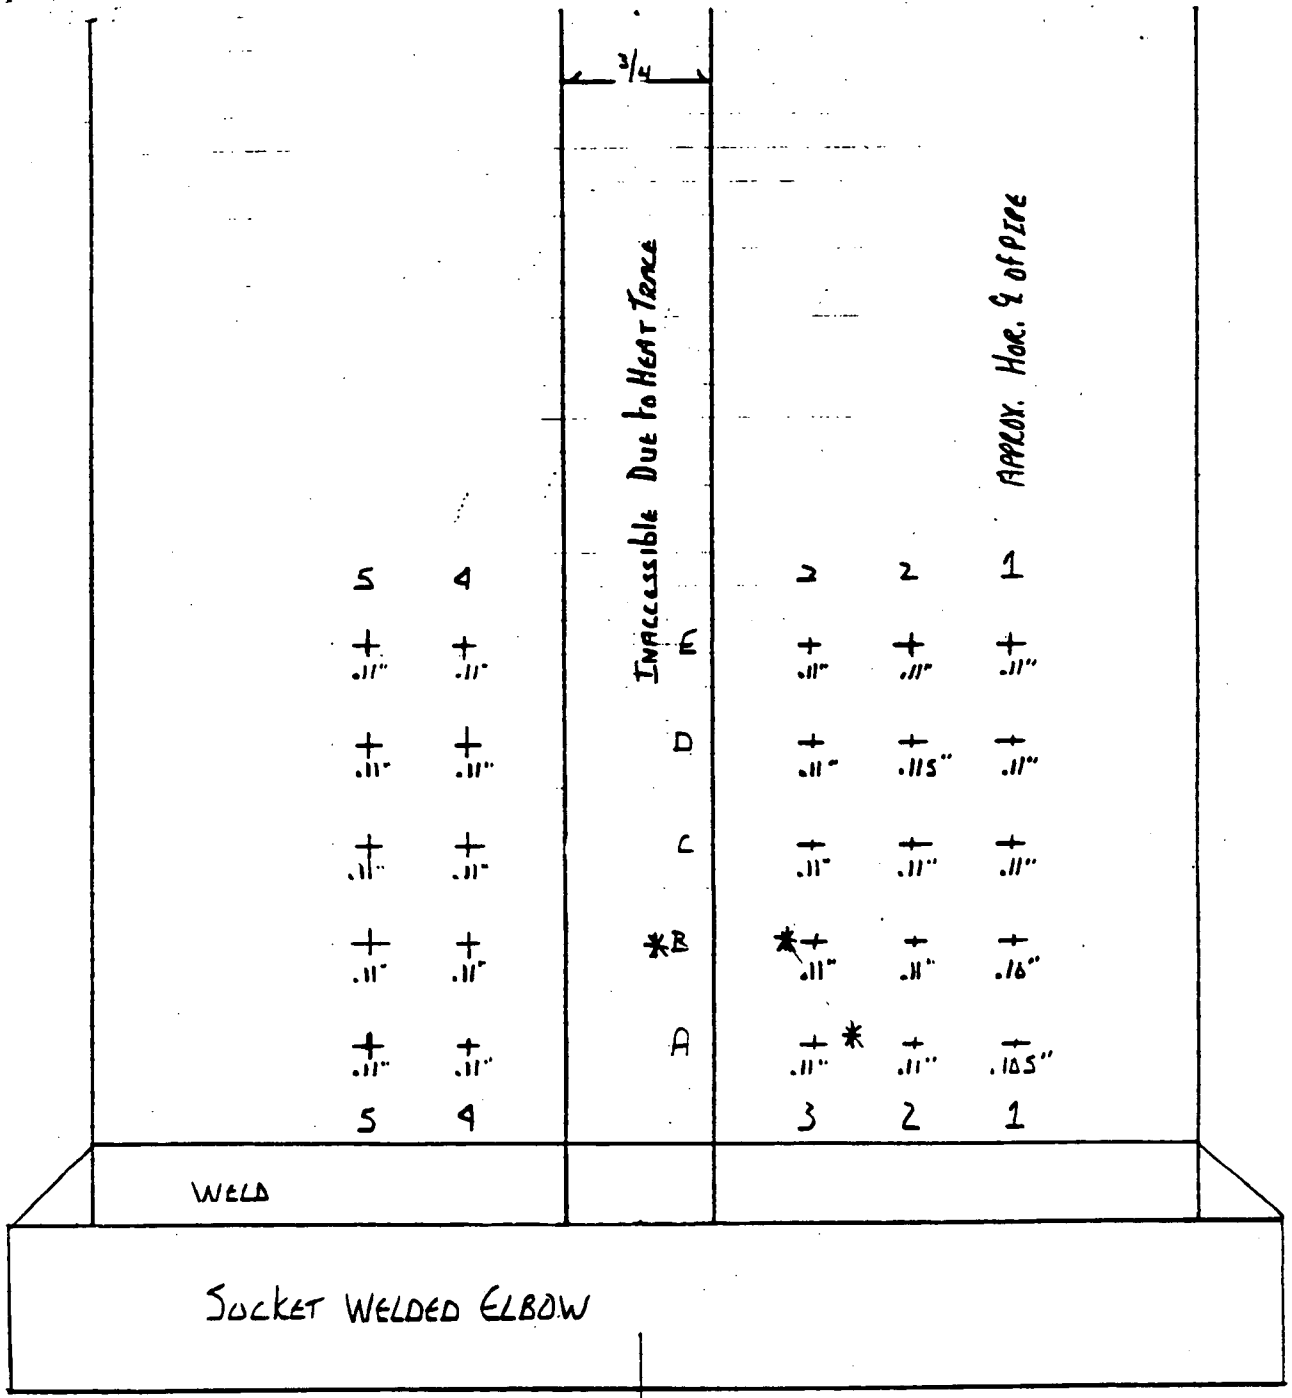 3/4
Inaccessible Due to Heat Trace
Approx. Hor. ℄ of Pipe
5 4 3 2 1
E
.11" .11" .11" .11" .11"
D
.11" .11" .11" .115" .11"
C
.11" .11" .11" .11" .11"
*B *
.11" .11" .11" .11" .10"
A *
.11" .11" .11" .11" .105"
5 4 3 2 1
WELD
SOCKET WELDED ELBOW